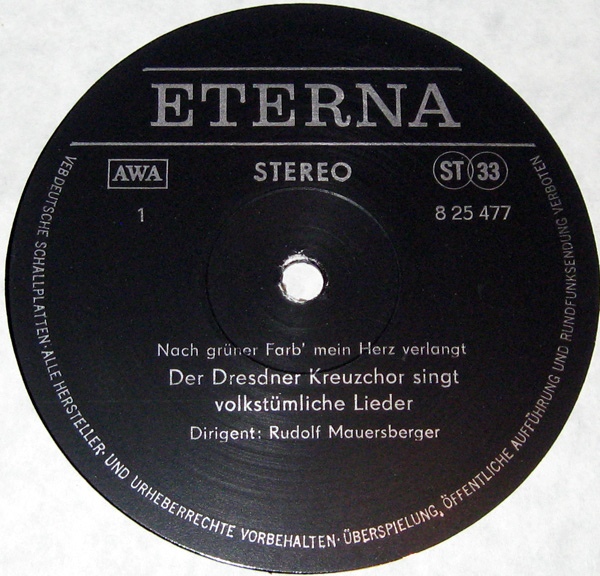 ETERNA
AWA
STEREO
ST 33
1
8 25 477
Nach grüner Farb' mein Herz verlangt
Der Dresdner Kreuzchor singt
volkstümliche Lieder
Dirigent: Rudolf Mauersberger
VEB DEUTSCHE SCHALLPLATTEN · ALLE HERSTELLER- UND URHEBERRECHTE VORBEHALTEN · ÜBERSPIELUNG, ÖFFENTLICHE AUFFÜHRUNG UND RUNDFUNKSENDUNG VERBOTEN